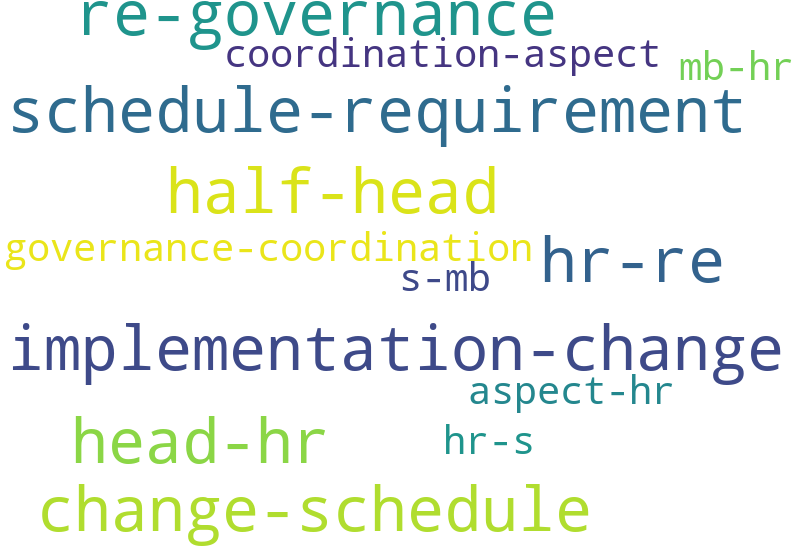 re-governance
coordination-aspect
mb-hr
schedule-requirement
half-head
governance-coordination
hr-re
s-mb
implementation-change
aspect-hr
head-hr
hr-s
change-schedule